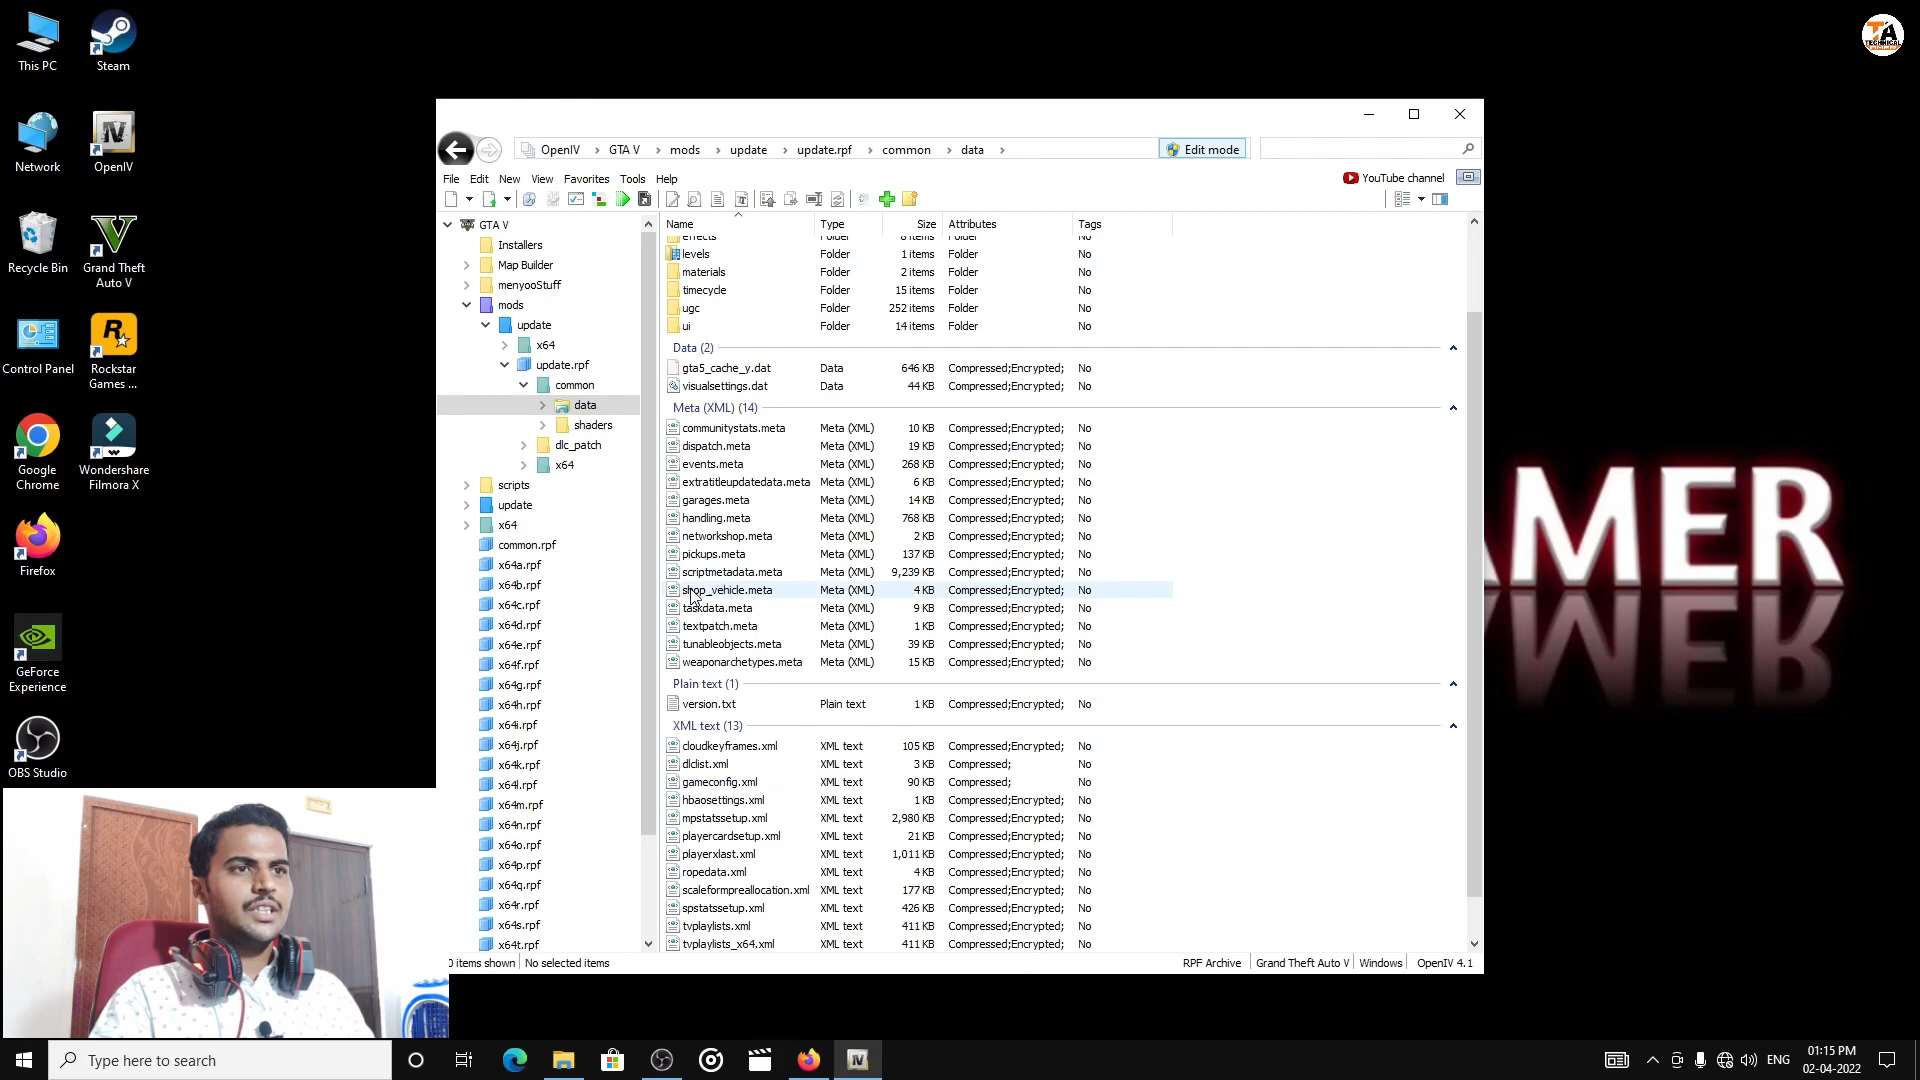 This PC
Steam
Network
OpenIV
Recycle Bin
Grand Theft
Auto V
Control Panel
Rockstar
Games ...
Google
Chrome
Wondershare
Filmora X
Firefox
GeForce
Experience
OBS Studio
TA
TECHNICAL
AMER
OpenIV > GTA V > mods > update > update.rpf > common > data >
Edit mode
File Edit New View Favorites Tools Help
YouTube channel
GTA V
Installers
Map Builder
menyooStuff
mods
update
x64
update.rpf
common
data
shaders
dlc_patch
x64
scripts
update
x64
common.rpf
x64a.rpf
x64b.rpf
x64c.rpf
x64d.rpf
x64e.rpf
x64f.rpf
x64g.rpf
x64h.rpf
x64i.rpf
x64j.rpf
x64k.rpf
x64l.rpf
x64m.rpf
x64n.rpf
x64o.rpf
x64p.rpf
x64q.rpf
x64r.rpf
x64s.rpf
x64t.rpf
Name Type Size Attributes Tags
effects Folder 8 items Folder No
levels Folder 1 items Folder No
materials Folder 2 items Folder No
timecycle Folder 15 items Folder No
ugc Folder 252 items Folder No
ui Folder 14 items Folder No
Data (2)
gta5_cache_y.dat Data 646 KB Compressed;Encrypted; No
visualsettings.dat Data 44 KB Compressed;Encrypted; No
Meta (XML) (14)
communitystats.meta Meta (XML) 10 KB Compressed;Encrypted; No
dispatch.meta Meta (XML) 19 KB Compressed;Encrypted; No
events.meta Meta (XML) 268 KB Compressed;Encrypted; No
extratitleupdatedata.meta Meta (XML) 6 KB Compressed;Encrypted; No
garages.meta Meta (XML) 14 KB Compressed;Encrypted; No
handling.meta Meta (XML) 768 KB Compressed;Encrypted; No
networkshop.meta Meta (XML) 2 KB Compressed;Encrypted; No
pickups.meta Meta (XML) 137 KB Compressed;Encrypted; No
scriptmetadata.meta Meta (XML) 9,239 KB Compressed;Encrypted; No
shop_vehicle.meta Meta (XML) 4 KB Compressed;Encrypted; No
taskdata.meta Meta (XML) 9 KB Compressed;Encrypted; No
textpatch.meta Meta (XML) 1 KB Compressed;Encrypted; No
tunableobjects.meta Meta (XML) 39 KB Compressed;Encrypted; No
weaponarchetypes.meta Meta (XML) 15 KB Compressed;Encrypted; No
Plain text (1)
version.txt Plain text 1 KB Compressed;Encrypted; No
XML text (13)
cloudkeyframes.xml XML text 105 KB Compressed;Encrypted; No
dlclist.xml XML text 3 KB Compressed; No
gameconfig.xml XML text 90 KB Compressed; No
hbaosettings.xml XML text 1 KB Compressed;Encrypted; No
mpstatssetup.xml XML text 2,980 KB Compressed;Encrypted; No
playercardsetup.xml XML text 21 KB Compressed;Encrypted; No
playerxlast.xml XML text 1,011 KB Compressed;Encrypted; No
ropedata.xml XML text 4 KB Compressed;Encrypted; No
scaleformpreallocation.xml XML text 177 KB Compressed;Encrypted; No
spstatssetup.xml XML text 426 KB Compressed;Encrypted; No
tvplaylists.xml XML text 411 KB Compressed;Encrypted; No
tvplaylists_x64.xml XML text 411 KB Compressed;Encrypted; No
0 items shown No selected items
RPF Archive Grand Theft Auto V Windows OpenIV 4.1
Type here to search
ENG
01:15 PM
02-04-2022